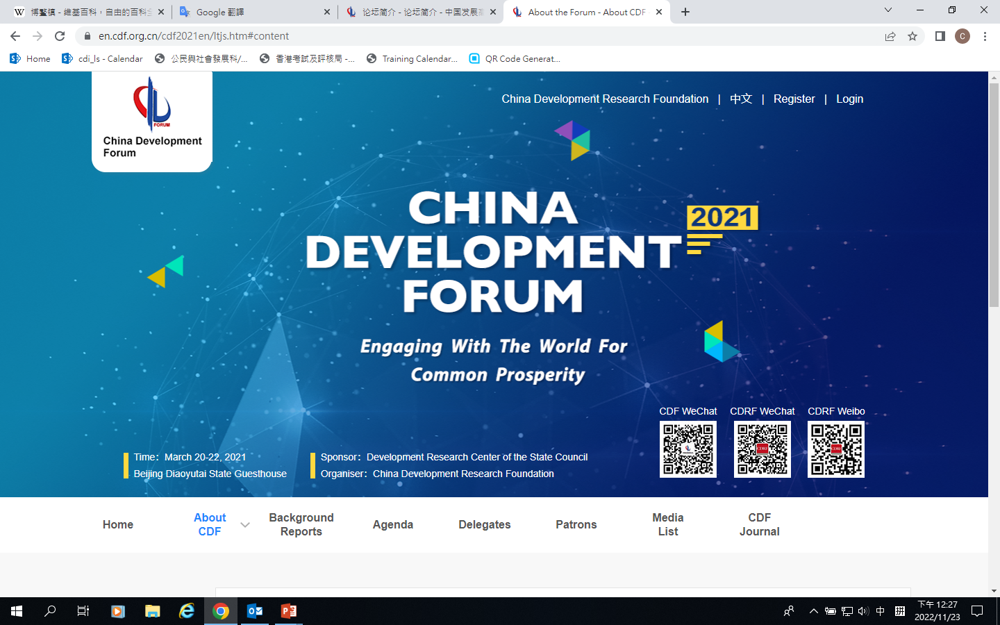 博鰲鎮 - 維基百科，自由的百科全
Google 翻譯
论坛简介 - 论坛简介 - 中国发展高
About the Forum - About CDF
en.cdf.org.cn/cdf2021en/ltjs.htm#content
C
Home
cdi_ls - Calendar
公民與社會發展科/...
香港考試及評核局 -...
Training Calendar...
QR Code Generat...
FORUM
China Development
Forum
China Development Research Foundation | 中文 | Register | Login
CHINA
DEVELOPMENT
FORUM
2021
Engaging With The World For
Common Prosperity
CDF WeChat
CDRF WeChat
CDRF Weibo
CDRF
CDRF
Time：March 20-22, 2021
Beijing Diaoyutai State Guesthouse
Sponsor：Development Research Center of the State Council
Organiser：China Development Research Foundation
Home
About
CDF
Background
Reports
Agenda
Delegates
Patrons
Media
List
CDF
Journal
中
拼
下午 12:27
2022/11/23